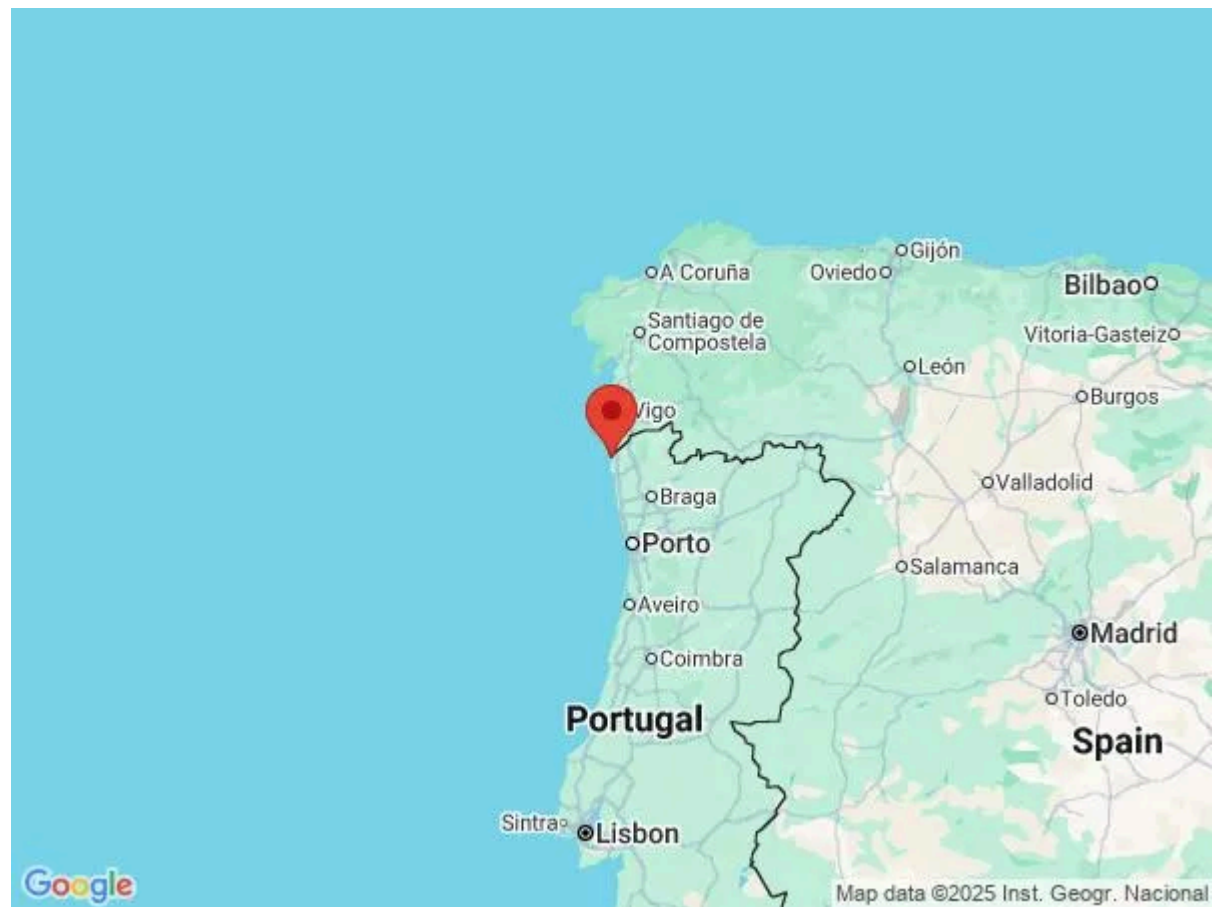 Gijón
A Coruña
Oviedo
Bilbao
Santiago de
Compostela
Vitoria-Gasteiz
León
Burgos
Vigo
Valladolid
Braga
Porto
Salamanca
Aveiro
Madrid
Coimbra
Toledo
Portugal
Spain
Sintra
Lisbon
Google
Map data ©2025 Inst. Geogr. Nacional